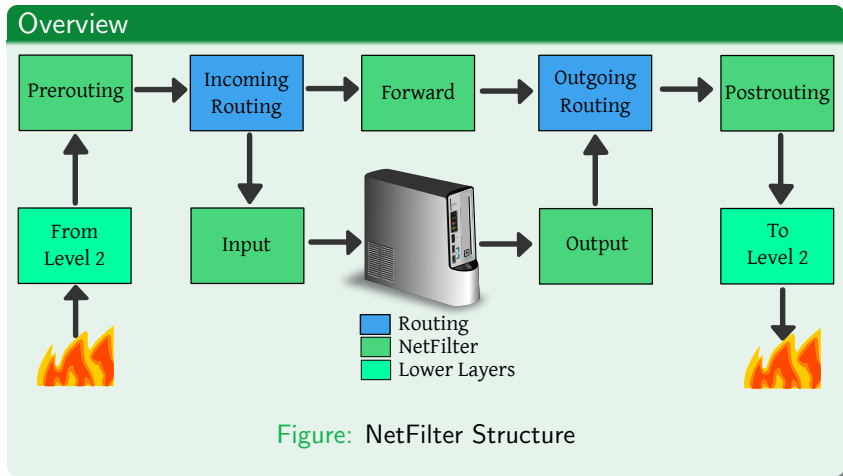 Overview
Prerouting
Incoming
Routing
Forward
Outgoing
Routing
Postrouting
From
Level 2
Input
Output
To
Level 2
Routing
NetFilter
Lower Layers
Figure: NetFilter Structure